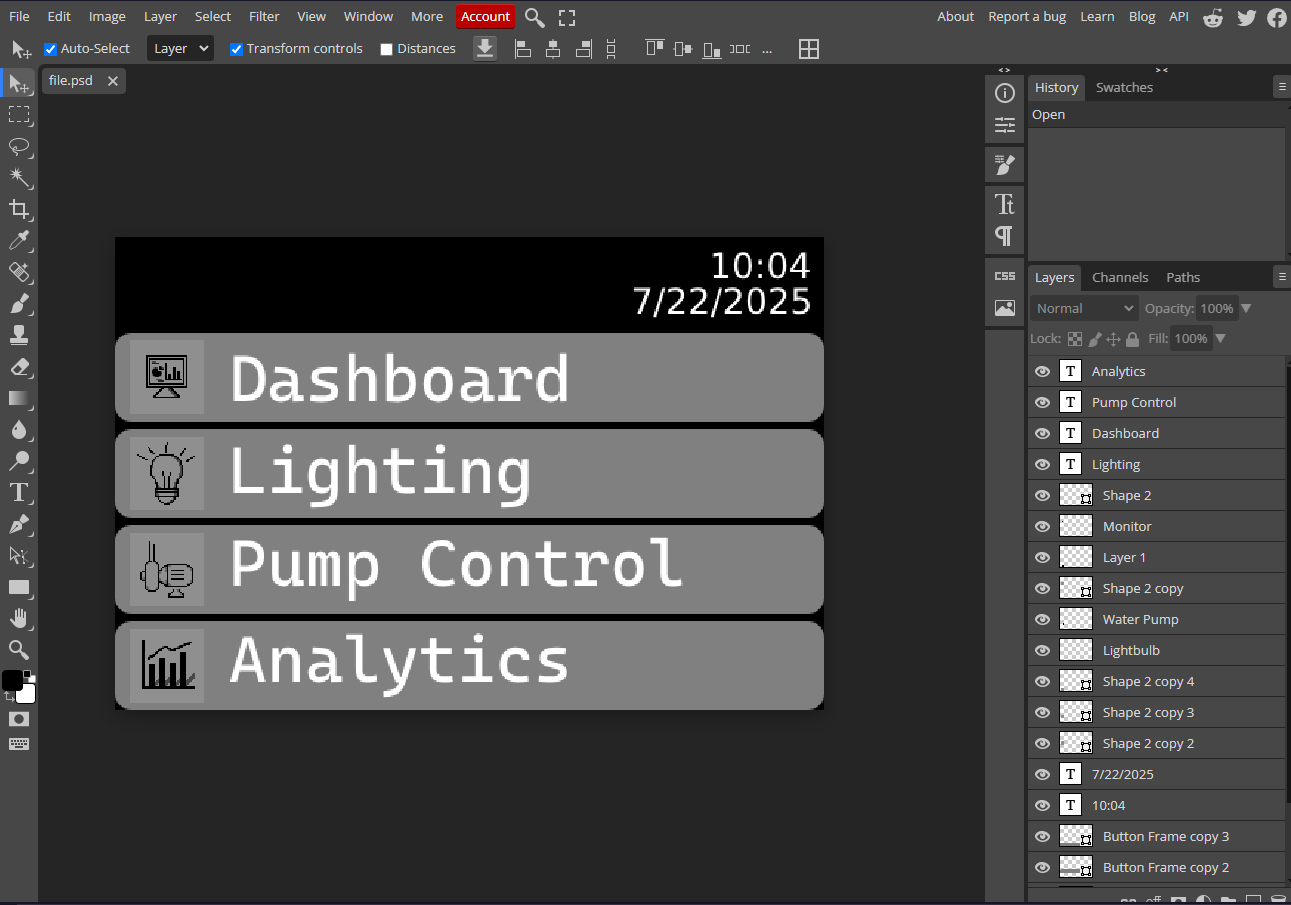 File Edit Image Layer Select Filter View Window More Account About Report a bug Learn Blog API
Auto-Select Layer Transform controls Distances ...
file.psd
History Swatches
Open
10:04
7/22/2025
Dashboard
Lighting
Pump Control
Analytics
CSS
Layers Channels Paths
Normal Opacity: 100%
Lock: Fill: 100%
T Analytics
T Pump Control
T Dashboard
T Lighting
Shape 2
Monitor
Layer 1
Shape 2 copy
Water Pump
Lightbulb
Shape 2 copy 4
Shape 2 copy 3
Shape 2 copy 2
T 7/22/2025
T 10:04
Button Frame copy 3
Button Frame copy 2